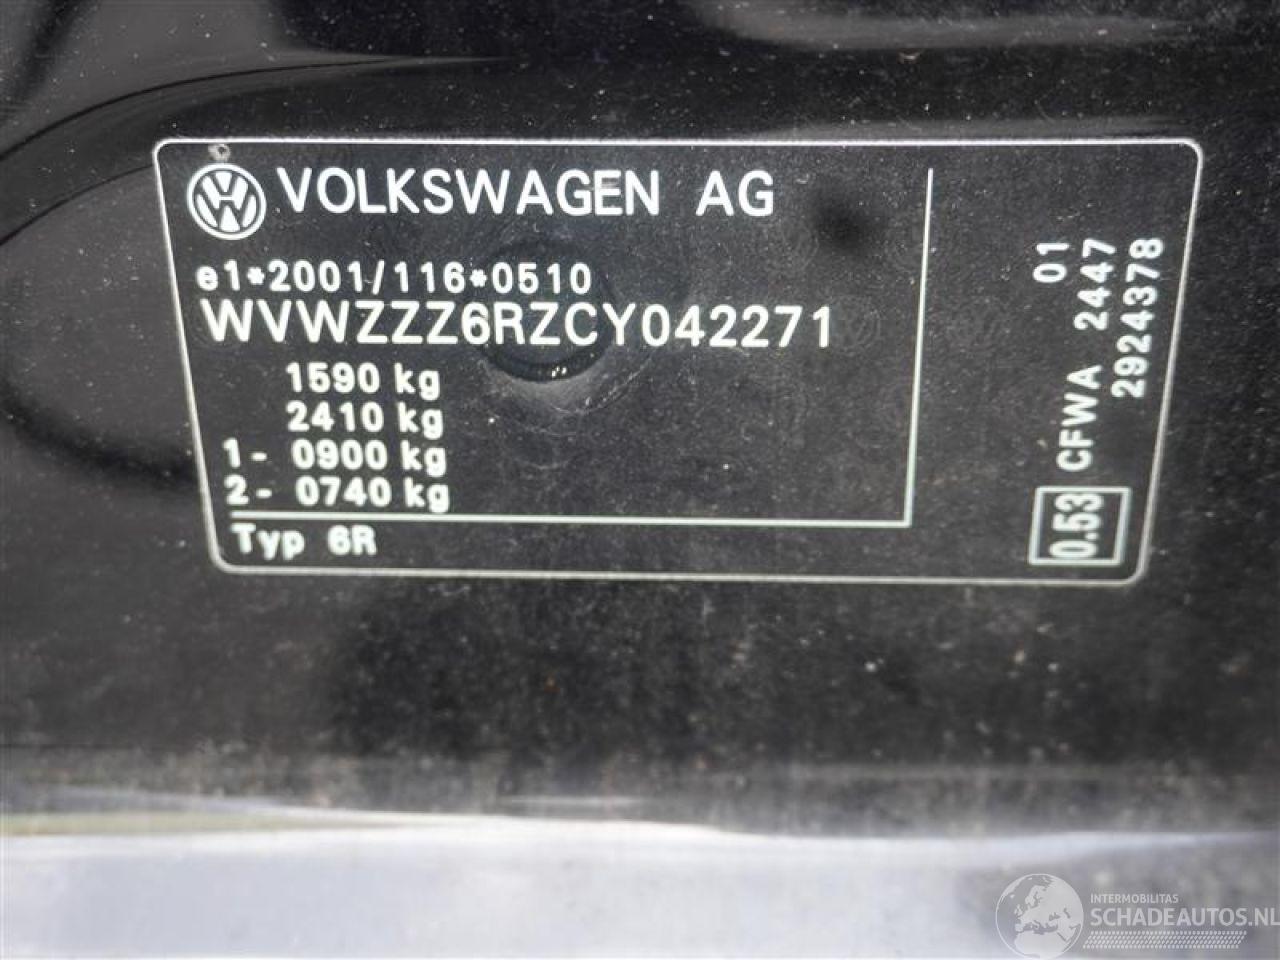 VOLKSWAGEN AG
e1*2001/116*0510
WVWZZZ6RZCY042271
1590 kg
2410 kg
1- 0900 kg
2- 0740 kg
Typ 6R
01
CFWA 2447
2924378
0.53
INTERMOBILITAS
SCHADEAUTOS.NL